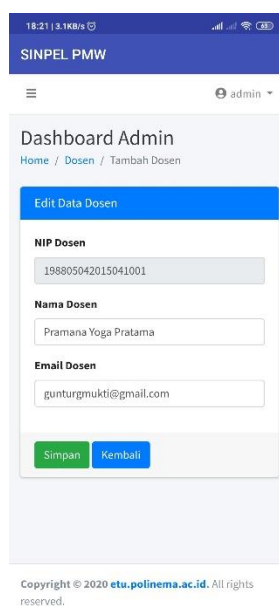 18:21 | 3.1KB/s
63
SINPEL PMW
admin
Dashboard Admin
Home / Dosen / Tambah Dosen
Edit Data Dosen
NIP Dosen
198805042015041001
Nama Dosen
Pramana Yoga Pratama
Email Dosen
gunturgmukti@gmail.com
Simpan Kembali
Copyright © 2020 etu.polinema.ac.id. All rights
reserved.